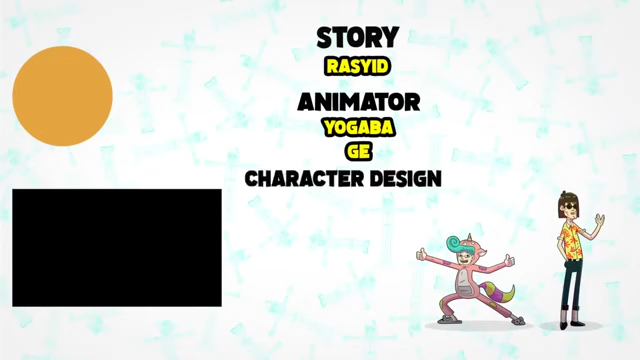 STORY
RASYID
ANIMATOR
YOGABA
GE
CHARACTER DESIGN